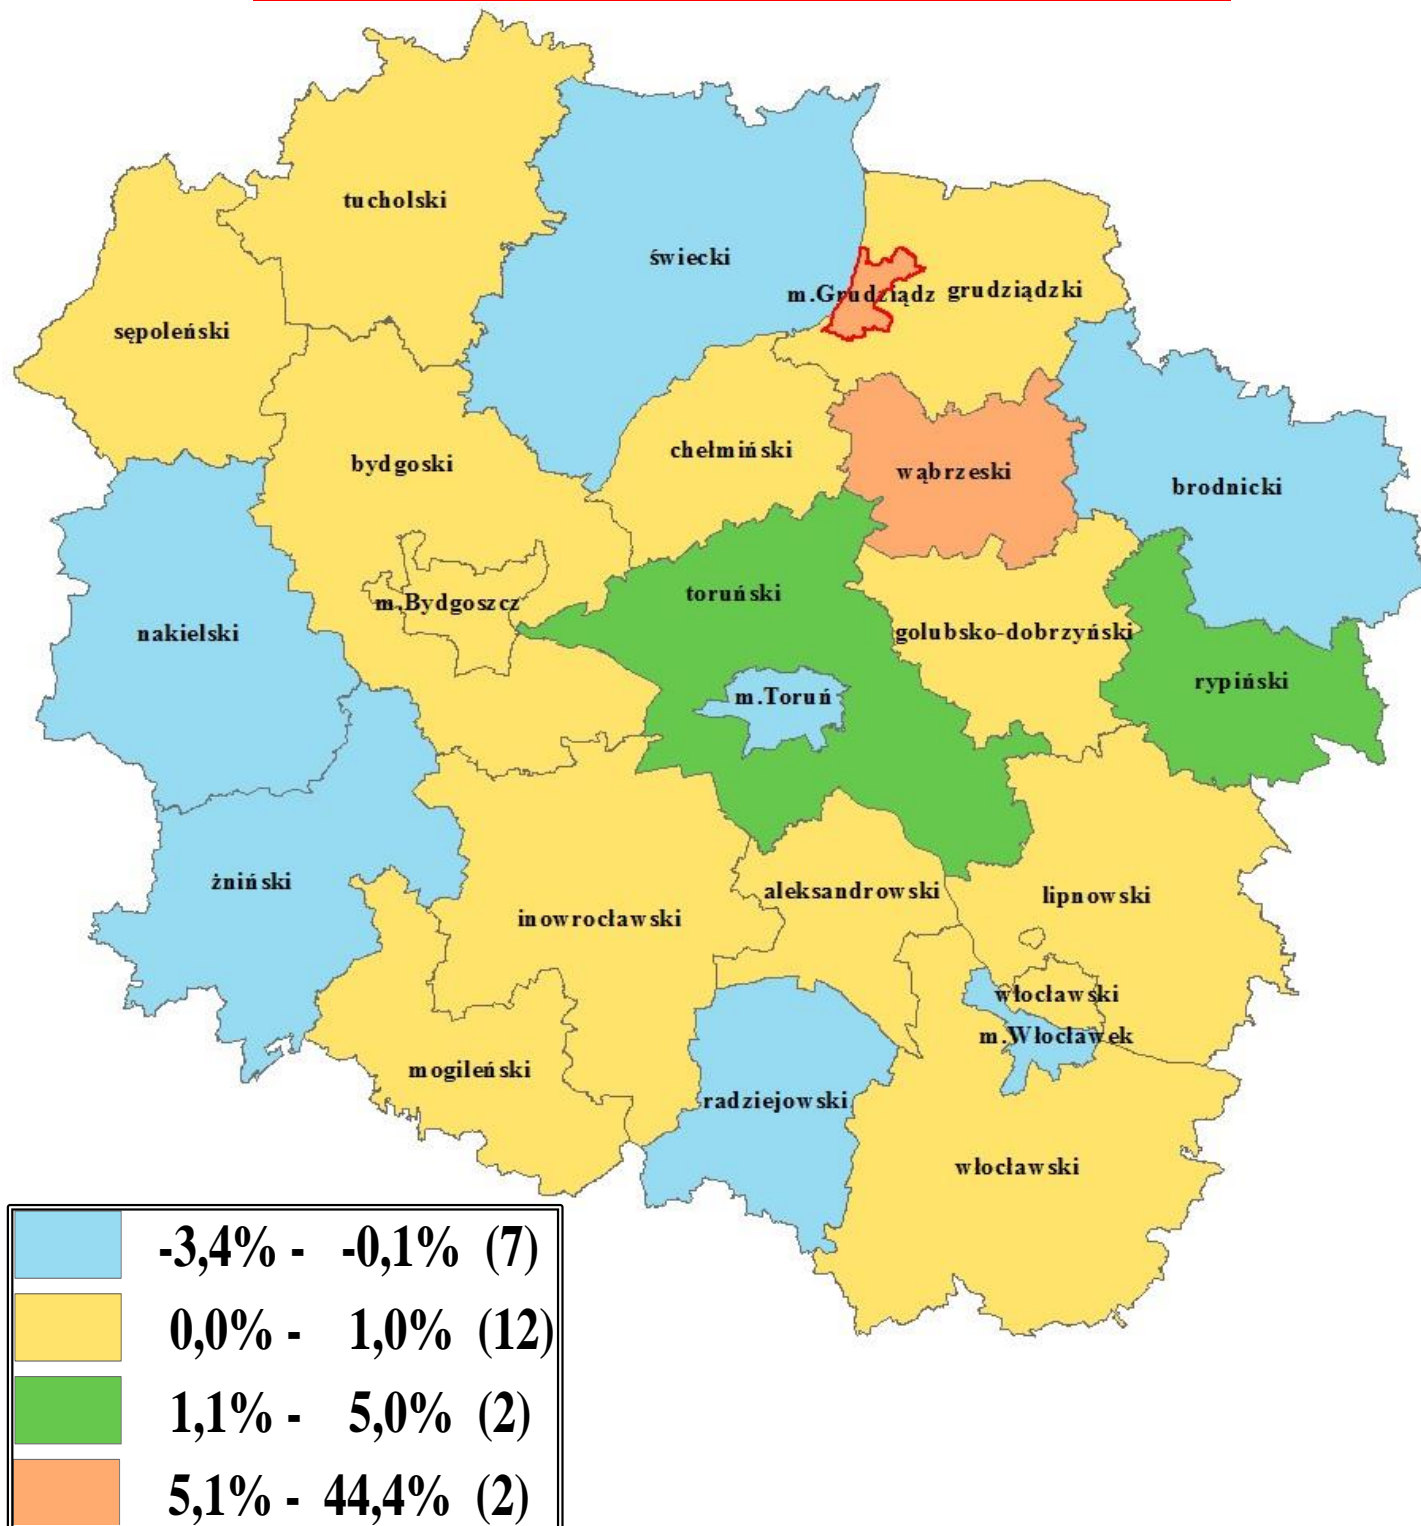 tucholski
świecki
m.Grudziądz
grudziądzki
sępoleński
bydgoski
chełmiński
wąbrzeski
brodnicki
m.Bydgoszcz
toruński
nakielski
golubsko-dobrzyński
rypiński
m.Toruń
żniński
aleksandrowski
lipnowski
inowrocławski
włocławski
m.Włocławek
mogileński
radziejowski
włocławski
-3,4% - -0,1% (7)
0,0% - 1,0% (12)
1,1% - 5,0% (2)
5,1% - 44,4% (2)